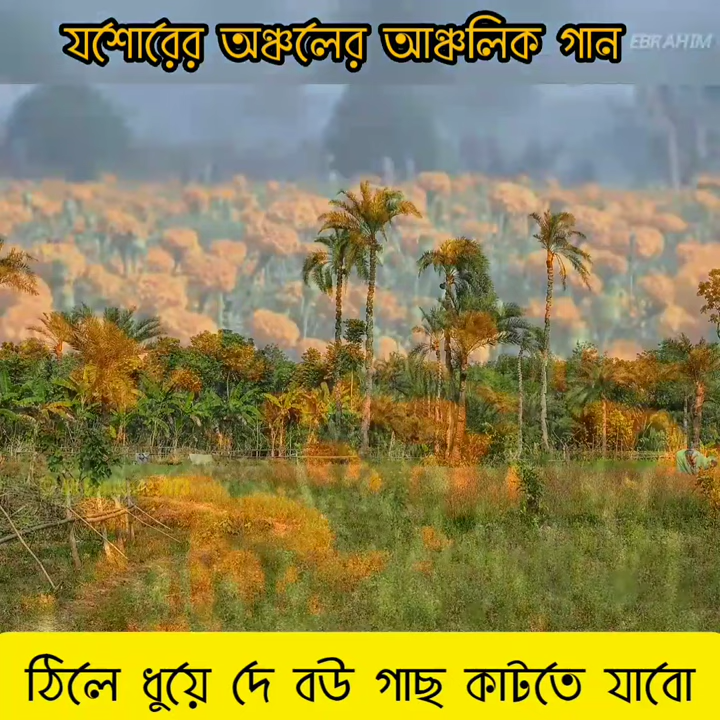 যশোরের অঞ্চলের আঞ্চলিক গান
EBRAHIM
ঠিলে ধুয়ে দে বউ গাছ কাটতে যাবো